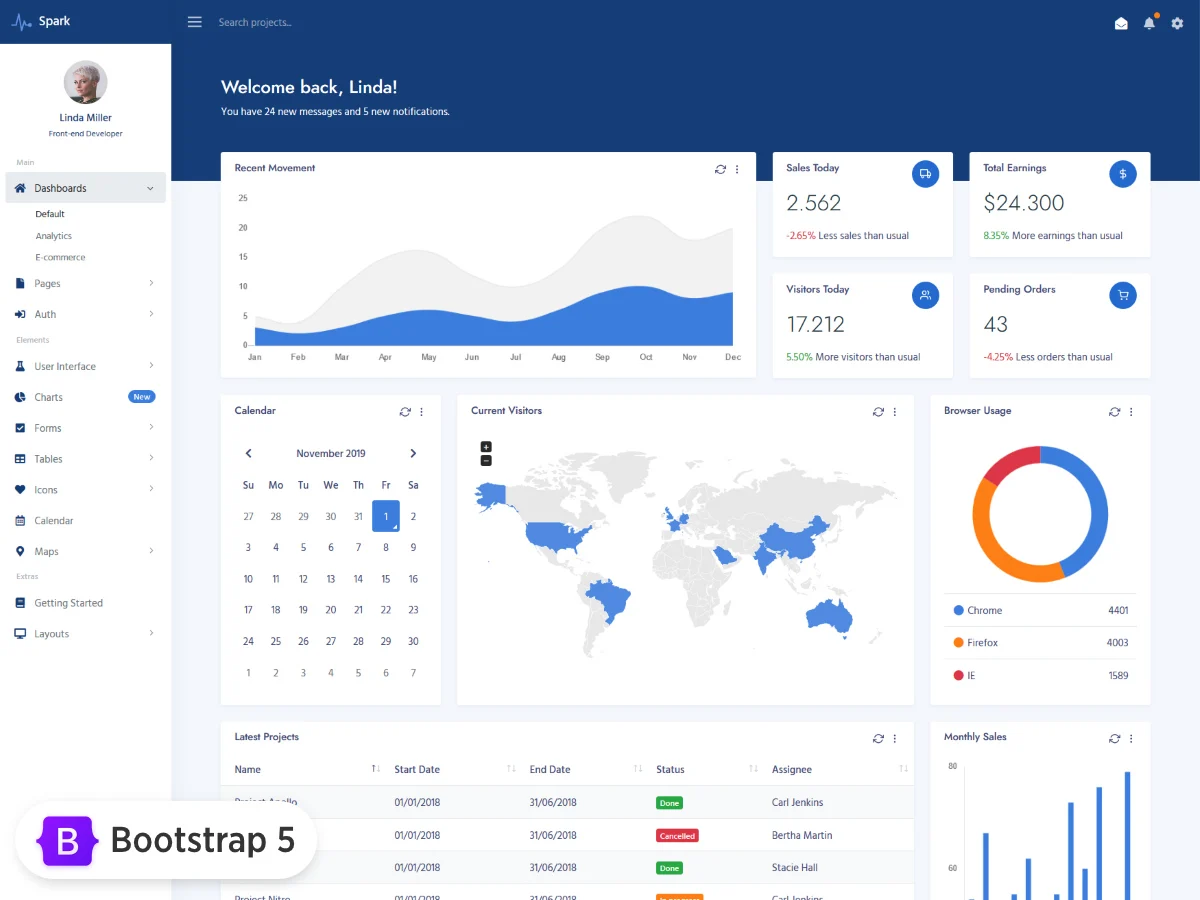 Spark
Search projects...
Linda Miller
Front-end Developer
Main
Dashboards
Default
Analytics
E-commerce
Pages
Auth
Elements
User Interface
Charts New
Forms
Tables
Icons
Calendar
Maps
Extras
Getting Started
Layouts
Welcome back, Linda!
You have 24 new messages and 5 new notifications.
Recent Movement
25
20
15
10
5
0
Jan Feb Mar Apr May Jun Jul Aug Sep Oct Nov Dec
Sales Today
2.562
-2.65% Less sales than usual
Total Earnings
$
$24.300
8.35% More earnings than usual
Visitors Today
17.212
5.50% More visitors than usual
Pending Orders
43
-4.25% Less orders than usual
Calendar
November 2019
Su Mo Tu We Th Fr Sa
27 28 29 30 31 1 2
3 4 5 6 7 8 9
10 11 12 13 14 15 16
17 18 19 20 21 22 23
24 25 26 27 28 29 30
1 2 3 4 5 6 7
Current Visitors
+
−
Browser Usage
Chrome 4401
Firefox 4003
IE 1589
Latest Projects
Name Start Date End Date Status Assignee
Project Apollo 01/01/2018 31/06/2018 Done Carl Jenkins
01/01/2018 31/06/2018 Cancelled Bertha Martin
01/01/2018 31/06/2018 Done Stacie Hall
Project Nitro 01/01/2018 31/06/2018 Carl Jenkins
Monthly Sales
80
60
B Bootstrap 5